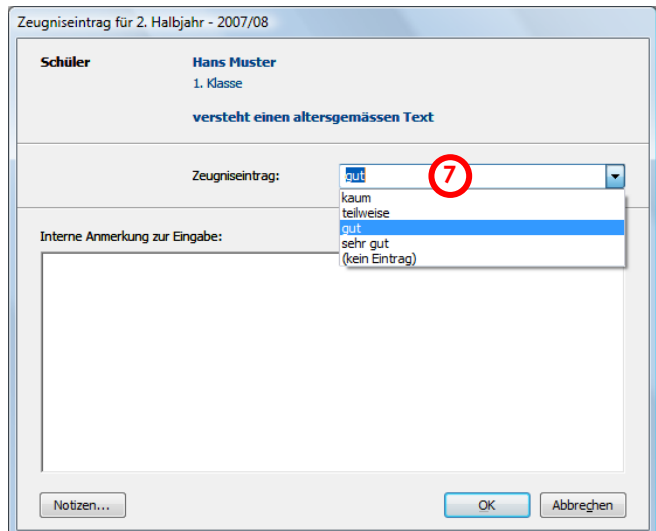 Zeugniseintrag für 2. Halbjahr - 2007/08
Schüler Hans Muster
1. Klasse
versteht einen altersgemässen Text
Zeugniseintrag: gut 7
kaum
teilweise
gut
sehr gut
(kein Eintrag)
Interne Anmerkung zur Eingabe:
Notizen... OK Abbrechen